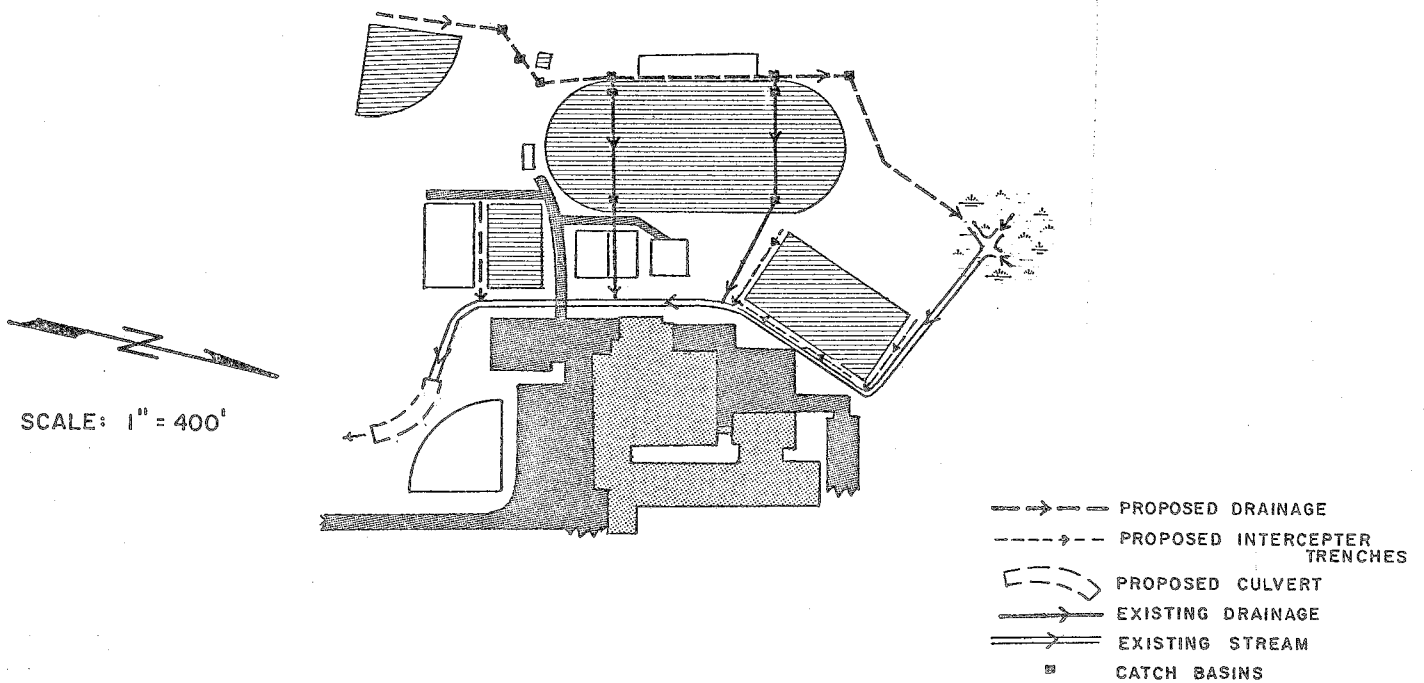 N
SCALE: 1" = 400'
PROPOSED DRAINAGE
PROPOSED INTERCEPTER
TRENCHES
PROPOSED CULVERT
EXISTING DRAINAGE
EXISTING STREAM
CATCH BASINS